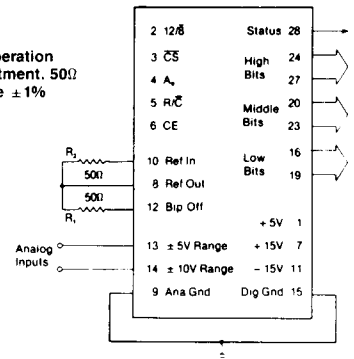 peration
tment. 50Ω
e ±1%
2 12/8̅
3 C̅S̅
4 Aₒ
5 R/C̅
6 CE
10 Ref In
8 Ref Out
12 Bip Off
13 ± 5V Range
14 ± 10V Range
9 Ana Gnd
Status 28
High Bits 24
27
Middle Bits 20
23
Low Bits 16
19
+ 5V 1
+ 15V 7
− 15V 11
Dig Gnd 15
R₂
50Ω
50Ω
R₁
Analog
Inputs